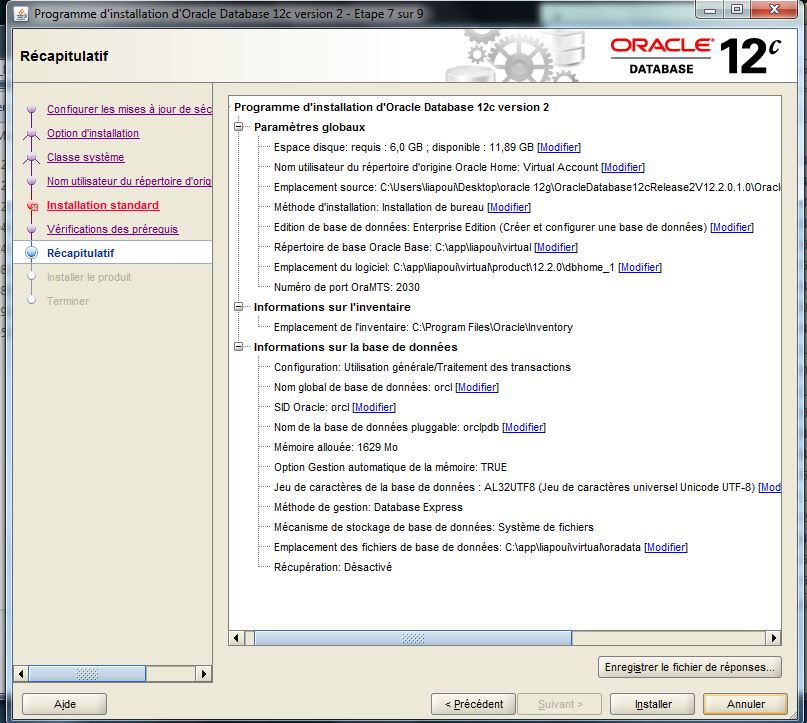 Programme d'installation d'Oracle Database 12c version 2 - Etape 7 sur 9
Récapitulatif
ORACLE
DATABASE
12c
Configurer les mises à jour de séc
Option d'installation
Classe système
Nom utilisateur du répertoire d'orig
Installation standard
Vérifications des prérequis
Récapitulatif
Installer le produit
Terminer
Programme d'installation d'Oracle Database 12c version 2
Paramètres globaux
Espace disque: requis : 6,0 GB ; disponible : 11,89 GB [Modifier]
Nom utilisateur du répertoire d'origine Oracle Home: Virtual Account [Modifier]
Emplacement source: C:\Users\liapoui\Desktop\oracle 12g\OracleDatabase12cRelease2V12.2.0.1.0\Oracl
Méthode d'installation: Installation de bureau [Modifier]
Edition de base de données: Enterprise Edition (Créer et configurer une base de données) [Modifier]
Répertoire de base Oracle Base: C:\app\liapoui\virtual [Modifier]
Emplacement du logiciel: C:\app\liapoui\virtual\product\12.2.0\dbhome_1 [Modifier]
Numéro de port OraMTS: 2030
Informations sur l'inventaire
Emplacement de l'inventaire: C:\Program Files\Oracle\Inventory
Informations sur la base de données
Configuration: Utilisation générale/Traitement des transactions
Nom global de base de données: orcl [Modifier]
SID Oracle: orcl [Modifier]
Nom de la base de données pluggable: orclpdb [Modifier]
Mémoire allouée: 1629 Mo
Option Gestion automatique de la mémoire: TRUE
Jeu de caractères de la base de données : AL32UTF8 (Jeu de caractères universel Unicode UTF-8) [Mod
Méthode de gestion: Database Express
Mécanisme de stockage de base de données: Système de fichiers
Emplacement des fichiers de base de données: C:\app\liapoui\virtual\oradata [Modifier]
Récupération: Désactivé
Enregistrer le fichier de réponses...
Aide
< Précédent
Suivant >
Installer
Annuler